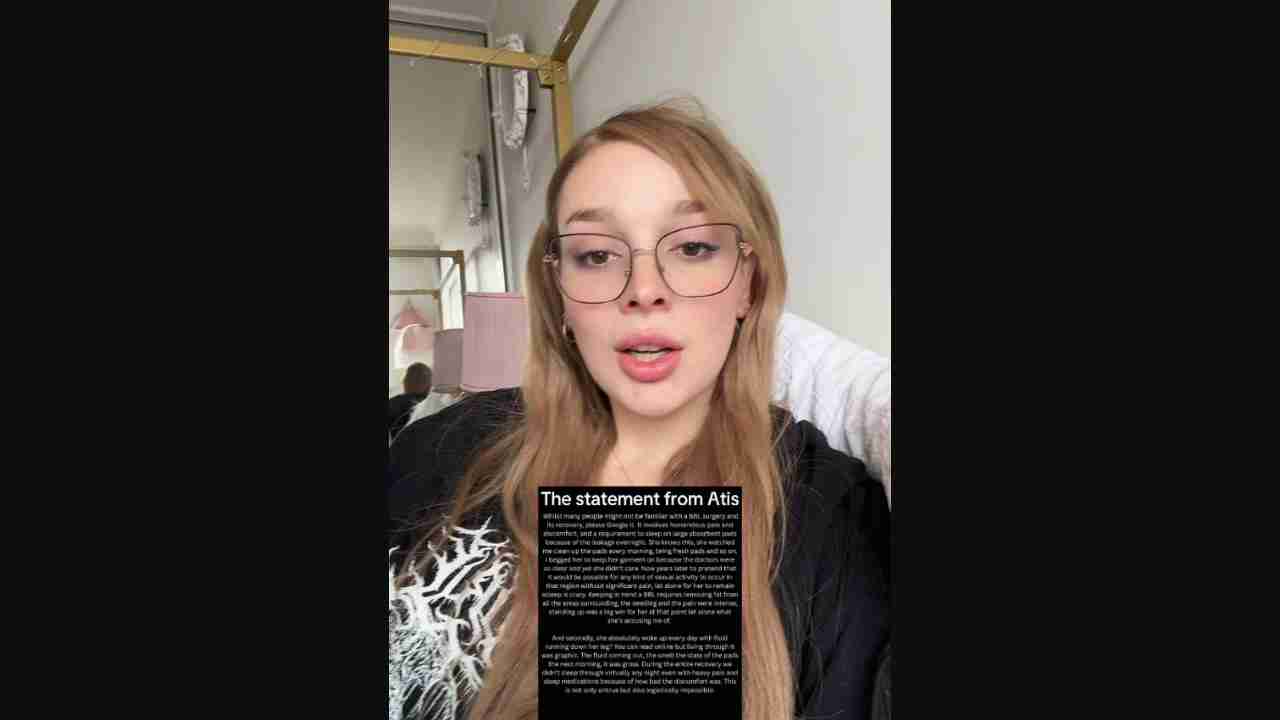 The statement from Atis
Whilst many people might not be familiar with a BBL surgery and
its recovery, please Google it. It involves horrendous pain and
discomfort, and a requirement to sleep on large absorbent pads
because of the leakage overnight. She knows this, she watched
me clean up the pads every morning, bring fresh pads and so on.
I begged her to keep her garment on because the doctors were
so clear and yet she didn't care. Now years later to pretend that
it would be possible for any kind of sexual activity to occur in
that region without significant pain, let alone for her to remain
asleep is crazy. Keeping in mind a BBL requires removing fat from
all the areas surrounding, the swelling and the pain were intense,
standing up was a big win for her at that point let alone what
she's accusing me of.
And secondly, she absolutely woke up every day with fluid
running down her leg? You can read online but living through it
was graphic. The fluid coming out, the smell the state of the pads
the next morning, it was gross. During the entire recovery we
didn't sleep through virtually any night even with heavy pain and
sleep medications because of how bad the discomfort was. This
is not only untrue but also logistically impossible.